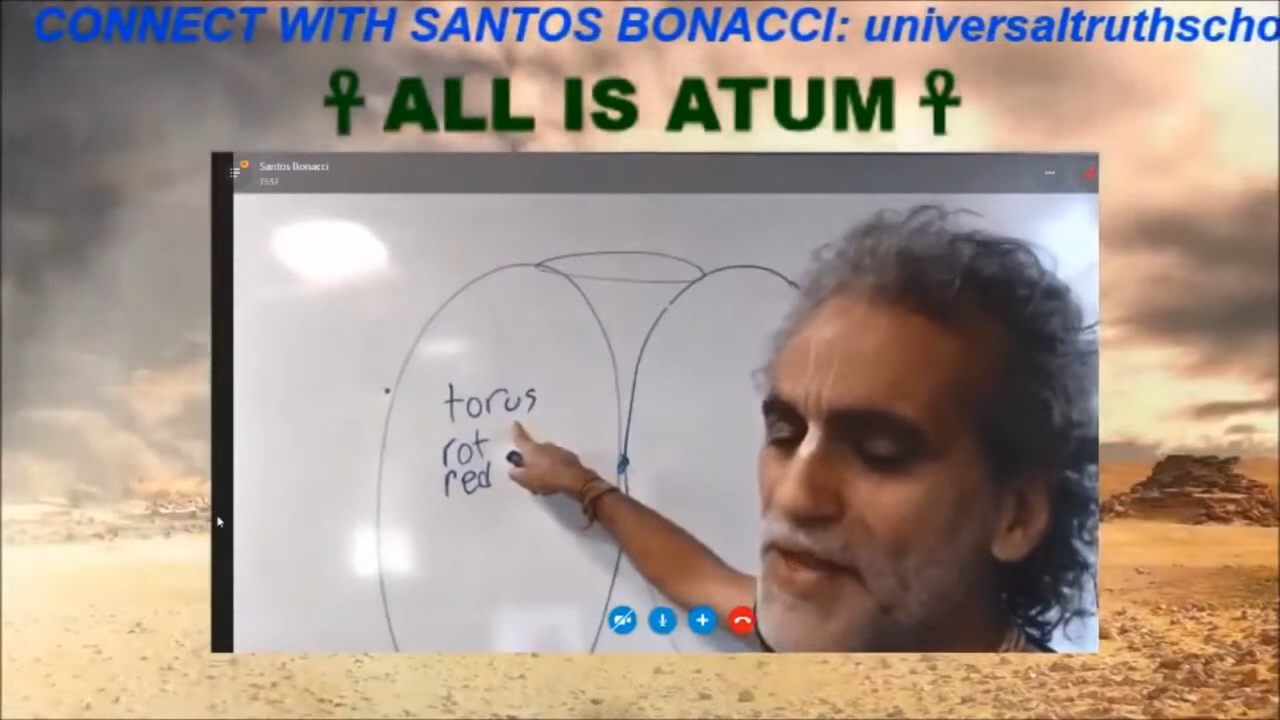 CONNECT WITH SANTOS BONACCI: universaltruthscho
☥ ALL IS ATUM ☥
Santos Bonacci
torus
rot
red